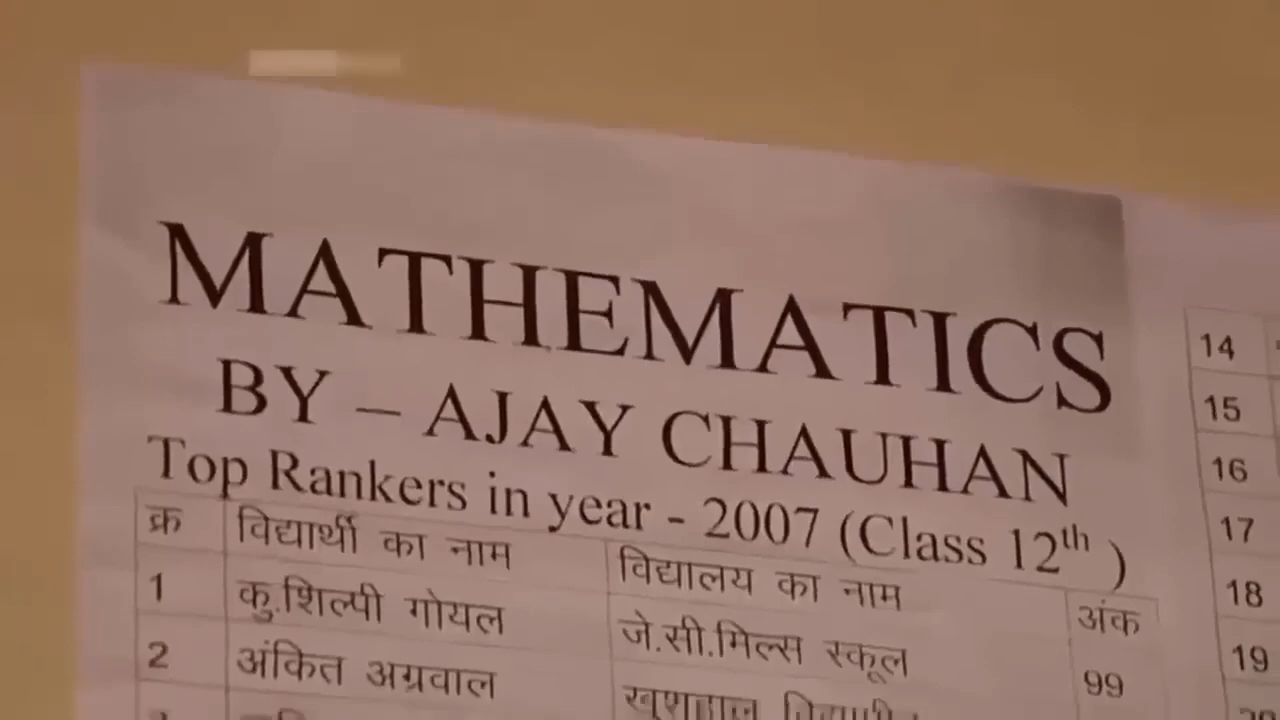 MATHEMATICS
BY – AJAY CHAUHAN
Top Rankers in year - 2007 (Class 12th )
क्र विद्यार्थी का नाम विद्यालय का नाम अंक
1 कु.शिल्पी गोयल जे.सी.मिल्स स्कूल 99
2 अंकित अग्रवाल
14
15
16
17
18
19